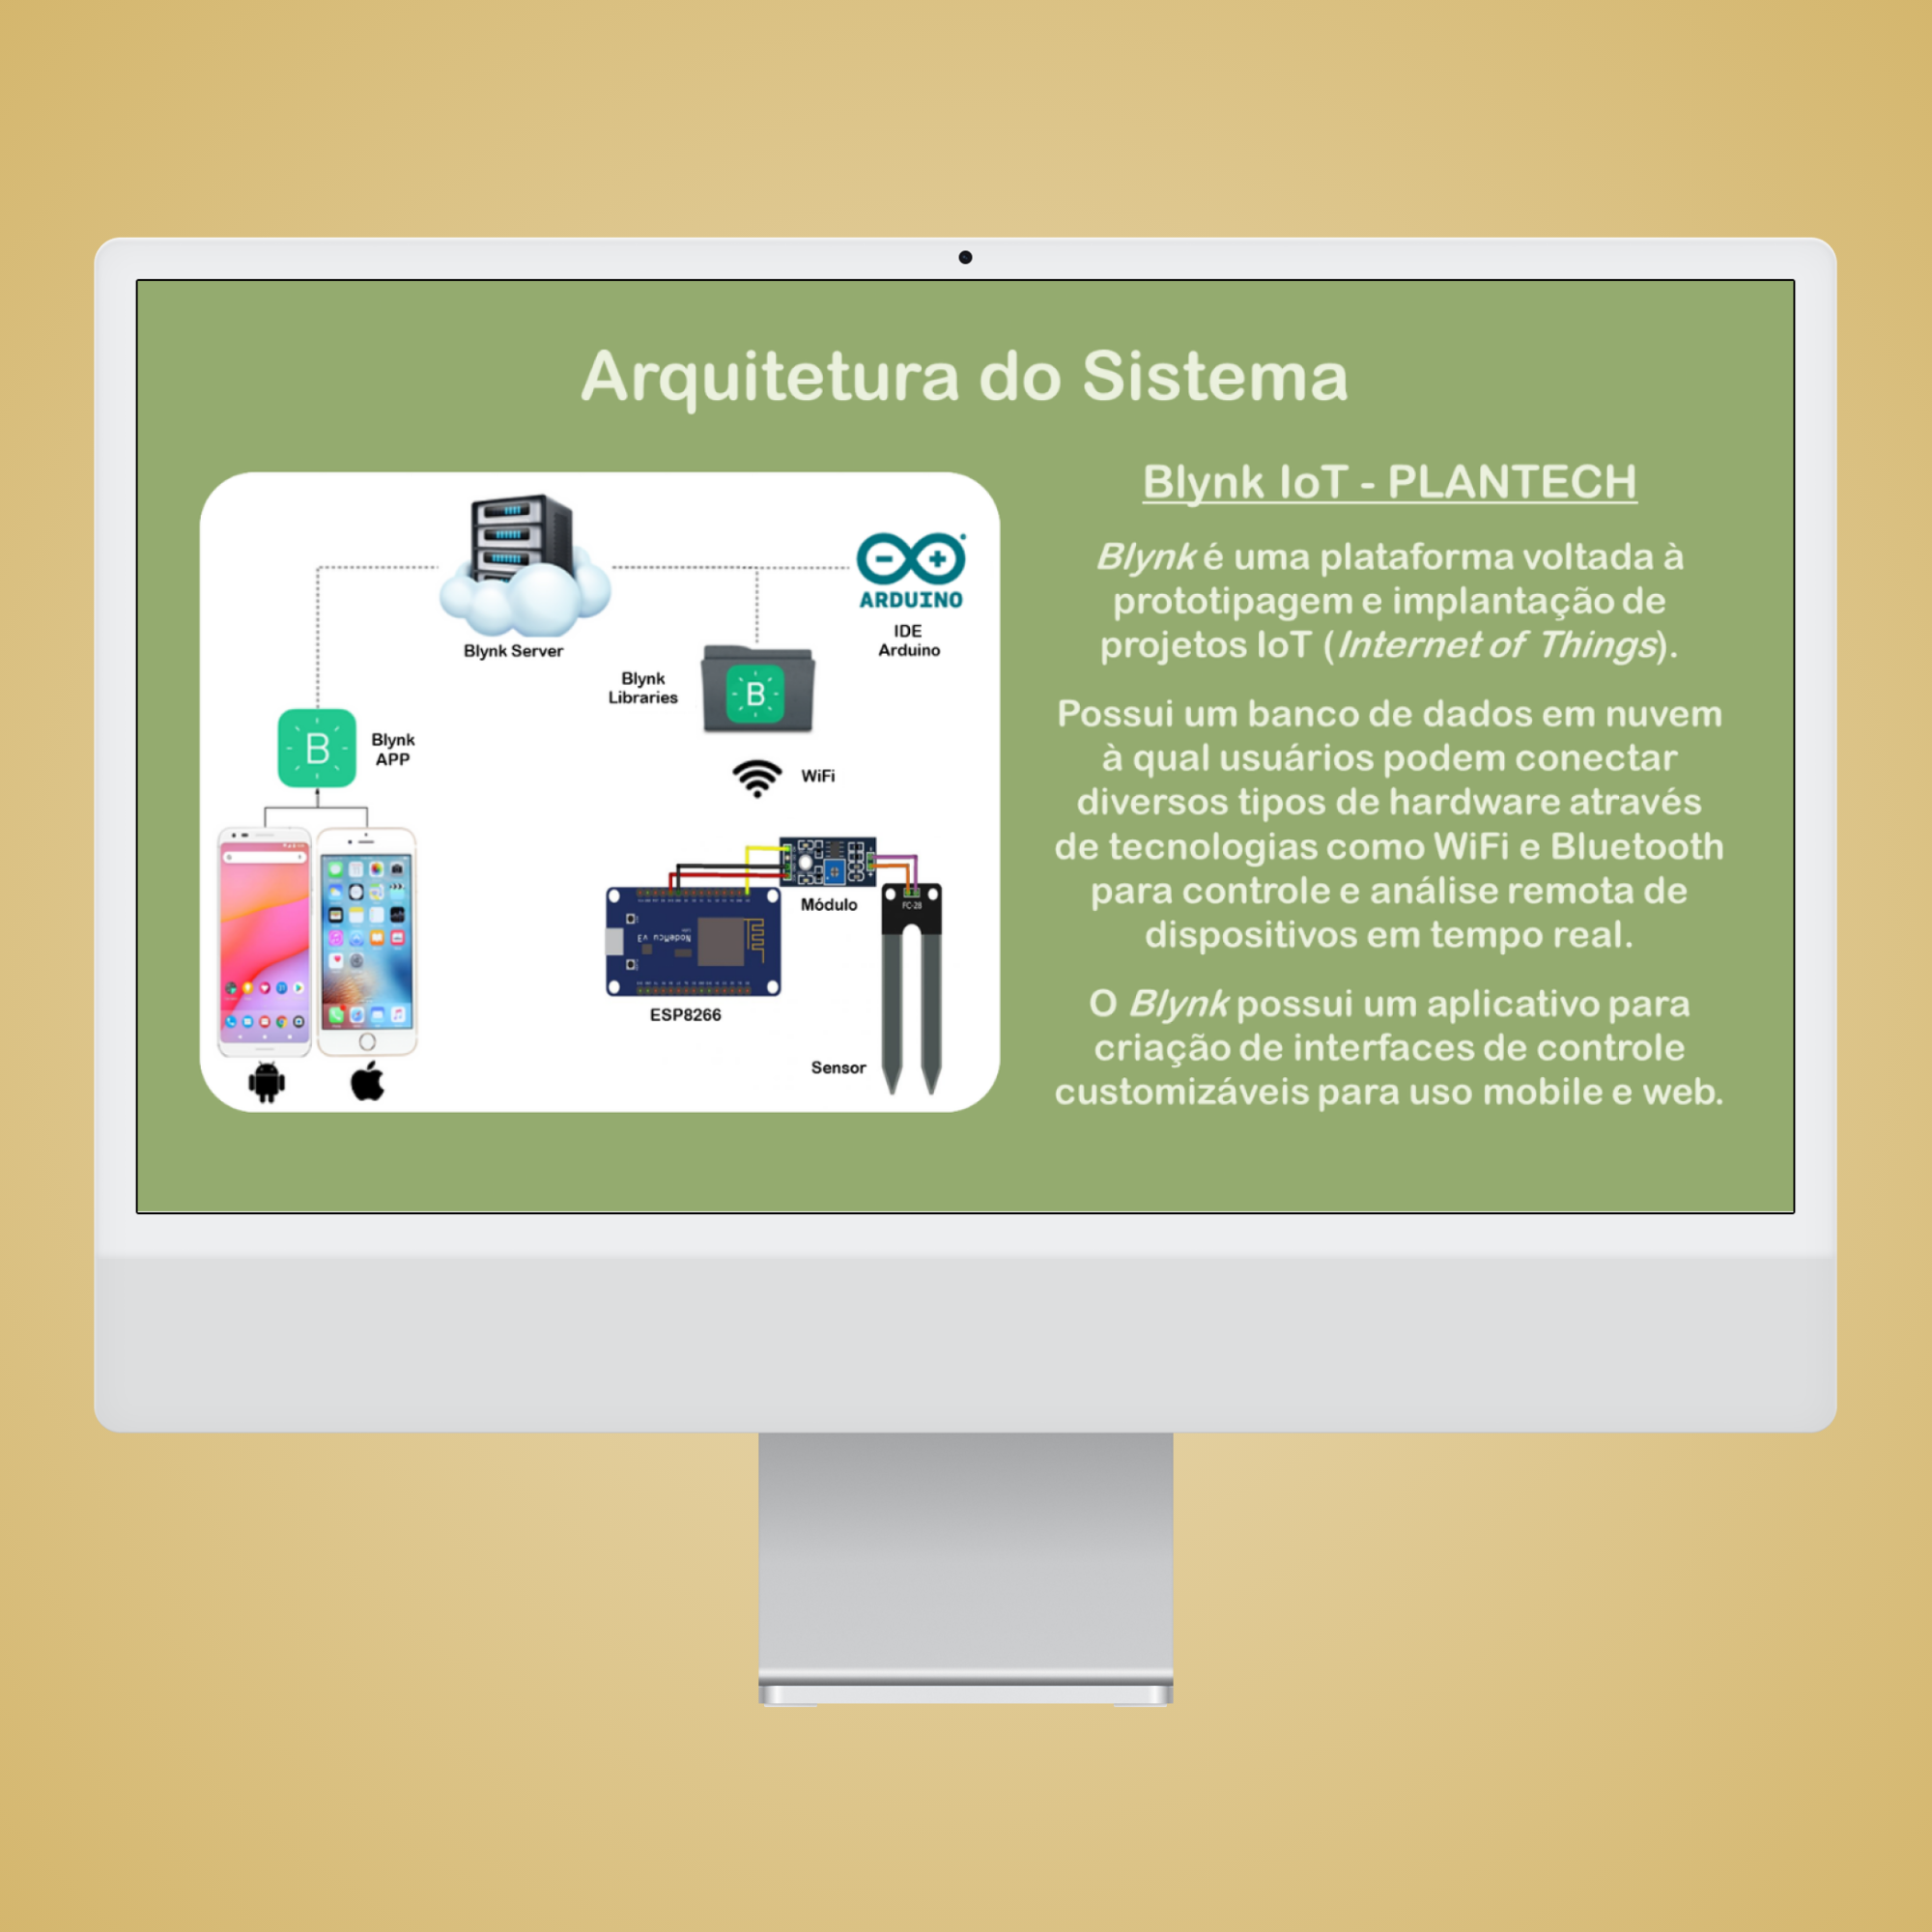 Arquitetura do Sistema
Blynk Server
ARDUINO
IDE
Arduino
Blynk
Libraries
B
B
Blynk
APP
WiFi
Módulo
FC-28
NodeMcu V3
ESP8266
Sensor
Blynk IoT - PLANTECH
Blynk é uma plataforma voltada à
prototipagem e implantação de
projetos IoT (Internet of Things).
Possui um banco de dados em nuvem
à qual usuários podem conectar
diversos tipos de hardware através
de tecnologias como WiFi e Bluetooth
para controle e análise remota de
dispositivos em tempo real.
O Blynk possui um aplicativo para
criação de interfaces de controle
customizáveis para uso mobile e web.